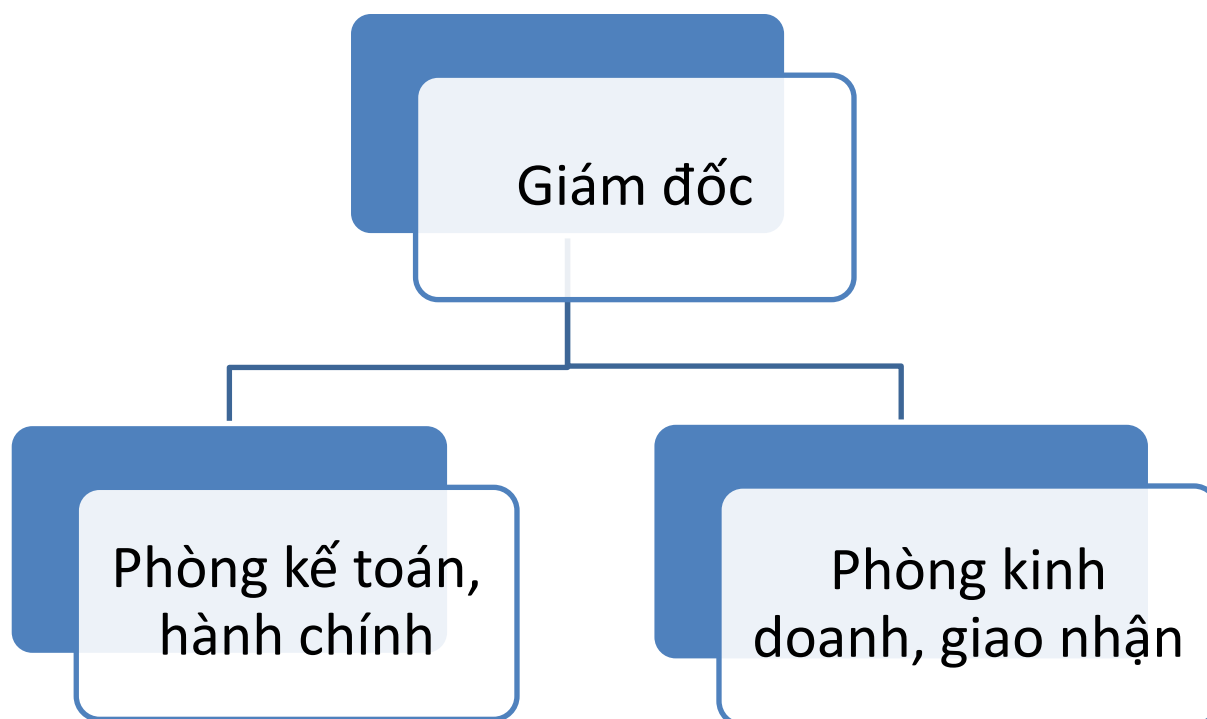 Giám đốc
Phòng kế toán,
hành chính
Phòng kinh
doanh, giao nhận